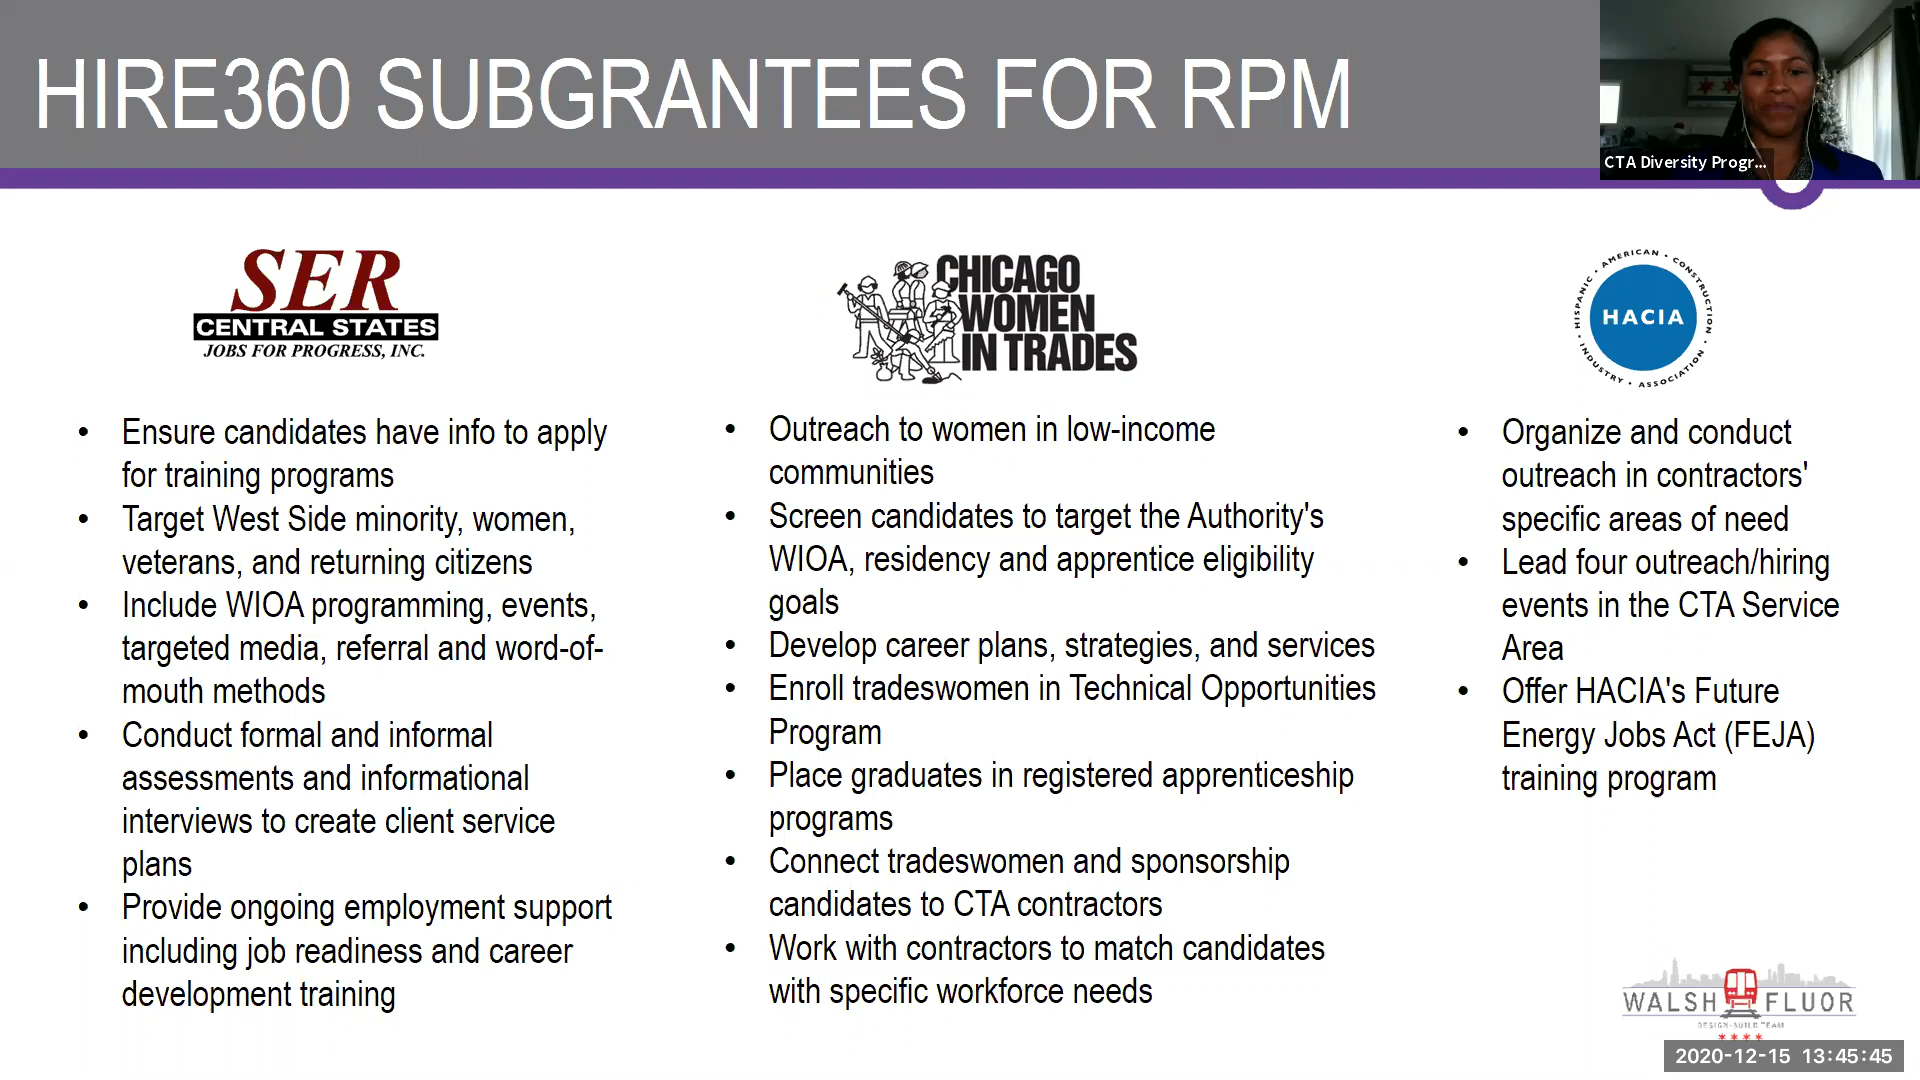 HIRE360 SUBGRANTEES FOR RPM
CTA Diversity Progr...
SER
CENTRAL STATES
JOBS FOR PROGRESS, INC.
• Ensure candidates have info to apply
for training programs
• Target West Side minority, women,
veterans, and returning citizens
• Include WIOA programming, events,
targeted media, referral and word-of-
mouth methods
• Conduct formal and informal
assessments and informational
interviews to create client service
plans
• Provide ongoing employment support
including job readiness and career
development training
CHICAGO
WOMEN
IN TRADES
• Outreach to women in low-income
communities
• Screen candidates to target the Authority's
WIOA, residency and apprentice eligibility
goals
• Develop career plans, strategies, and services
• Enroll tradeswomen in Technical Opportunities
Program
• Place graduates in registered apprenticeship
programs
• Connect tradeswomen and sponsorship
candidates to CTA contractors
• Work with contractors to match candidates
with specific workforce needs
HISPANIC • AMERICAN • CONSTRUCTION • INDUSTRY • ASSOCIATION •
HACIA
• Organize and conduct
outreach in contractors'
specific areas of need
• Lead four outreach/hiring
events in the CTA Service
Area
• Offer HACIA's Future
Energy Jobs Act (FEJA)
training program
WALSH FLUOR
DESIGN-BUILD TEAM
2020-12-15 13:45:45